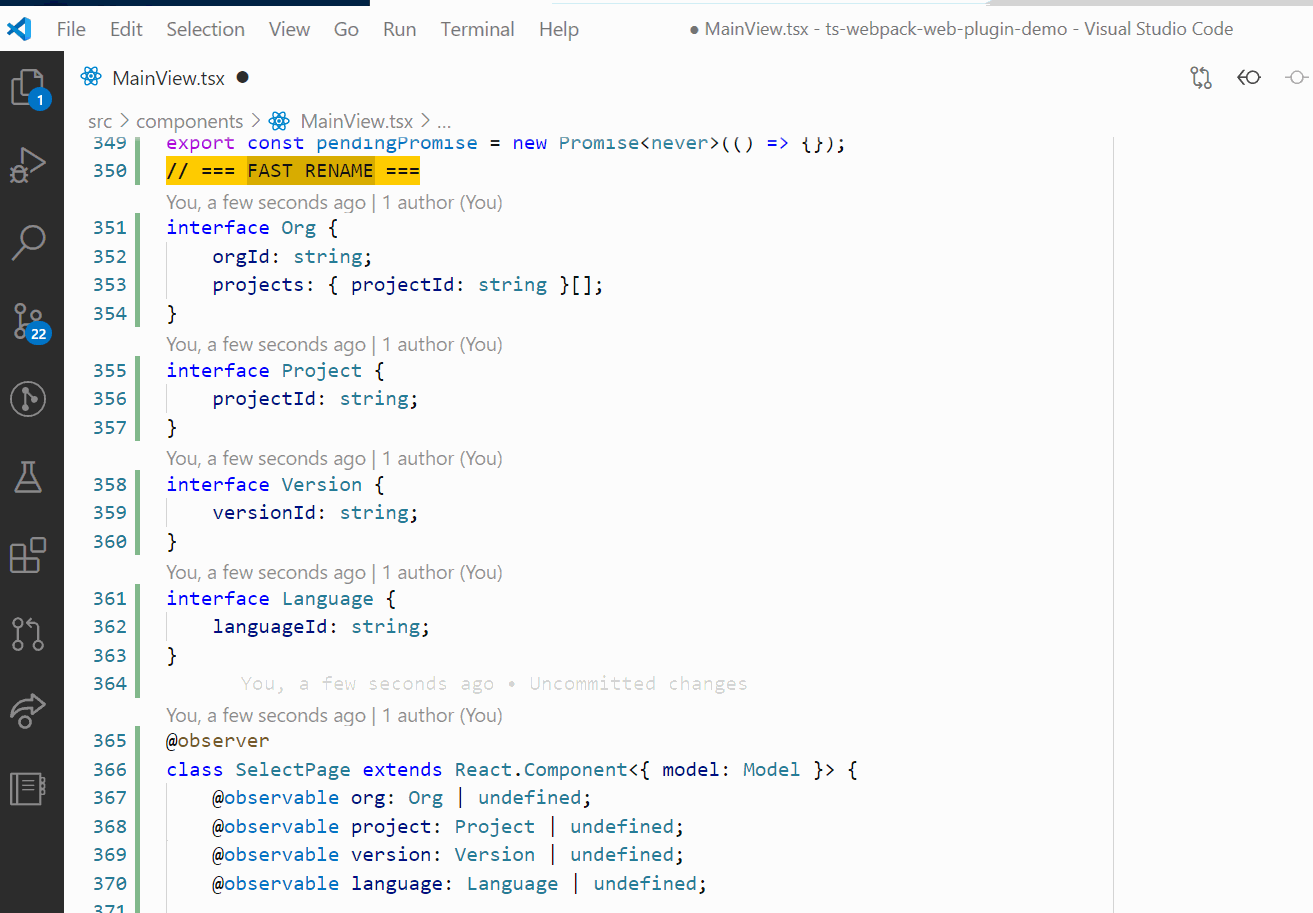 File Edit Selection View Go Run Terminal Help ● MainView.tsx - ts-webpack-web-plugin-demo - Visual Studio Code
MainView.tsx ●
1
src > components > MainView.tsx > ...
349 export const pendingPromise = new Promise<never>(() => {});
350 // === FAST RENAME ===
You, a few seconds ago | 1 author (You)
351 interface Org {
352 orgId: string;
353 projects: { projectId: string }[];
354 }
22
You, a few seconds ago | 1 author (You)
355 interface Project {
356 projectId: string;
357 }
You, a few seconds ago | 1 author (You)
358 interface Version {
359 versionId: string;
360 }
You, a few seconds ago | 1 author (You)
361 interface Language {
362 languageId: string;
363 }
364 You, a few seconds ago • Uncommitted changes
You, a few seconds ago | 1 author (You)
365 @observer
366 class SelectPage extends React.Component<{ model: Model }> {
367 @observable org: Org | undefined;
368 @observable project: Project | undefined;
369 @observable version: Version | undefined;
370 @observable language: Language | undefined;
371